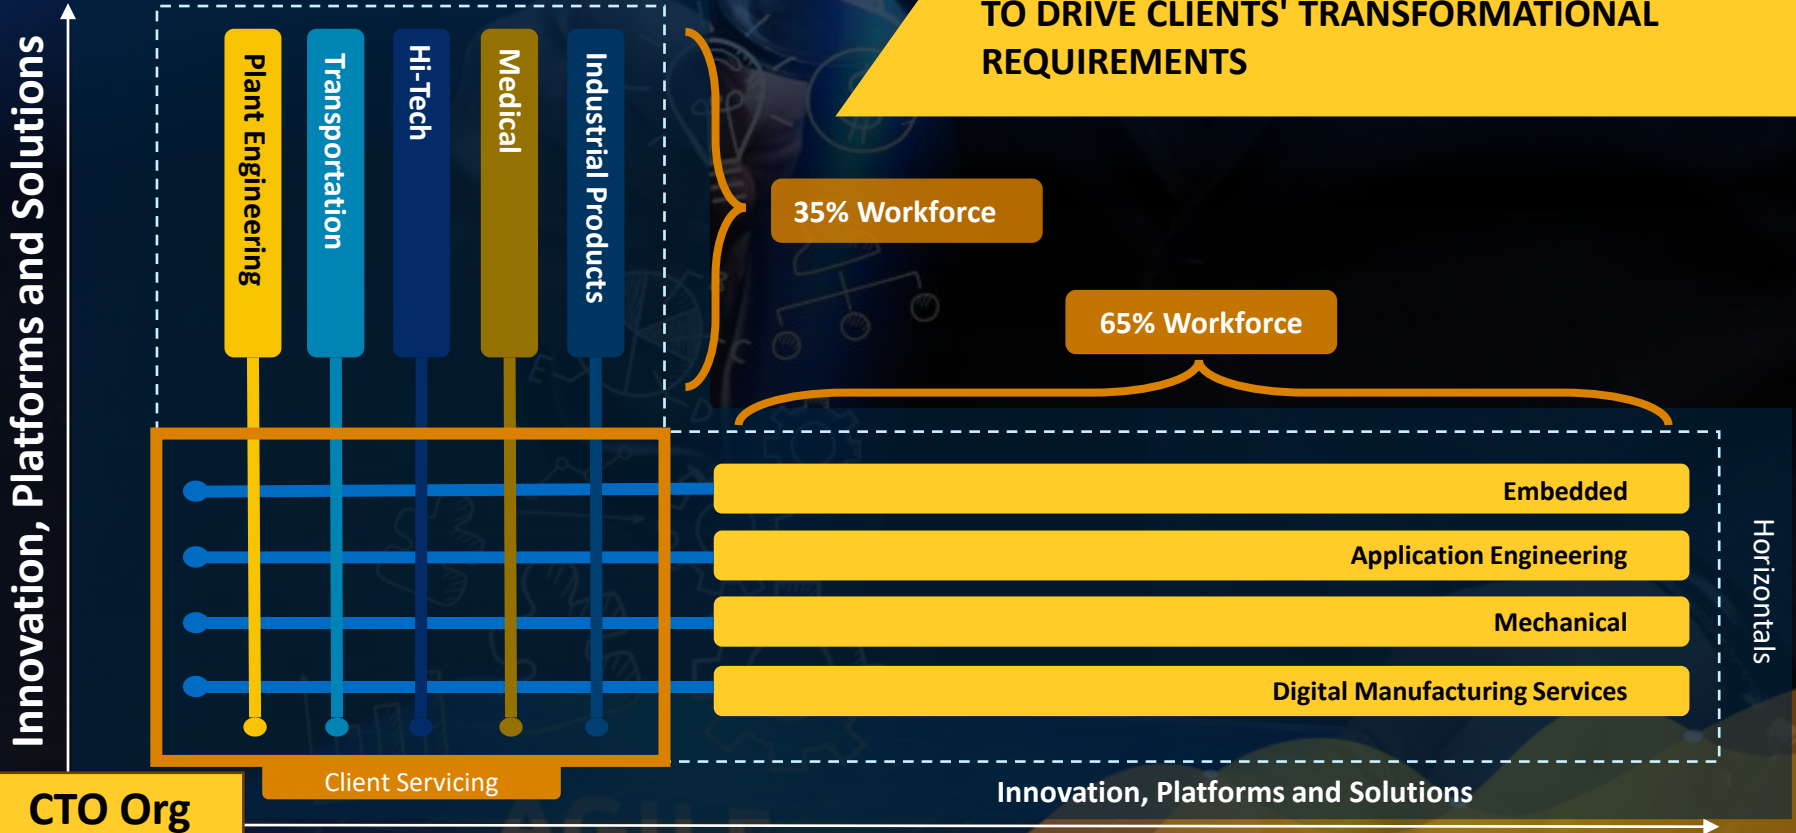 TO DRIVE CLIENTS' TRANSFORMATIONAL
REQUIREMENTS
Innovation, Platforms and Solutions
Plant Engineering
Transportation
Hi-Tech
Medical
Industrial Products
35% Workforce
65% Workforce
Embedded
Application Engineering
Mechanical
Digital Manufacturing Services
Horizontals
Client Servicing
Innovation, Platforms and Solutions
CTO Org
AGILE
E
B
C
D